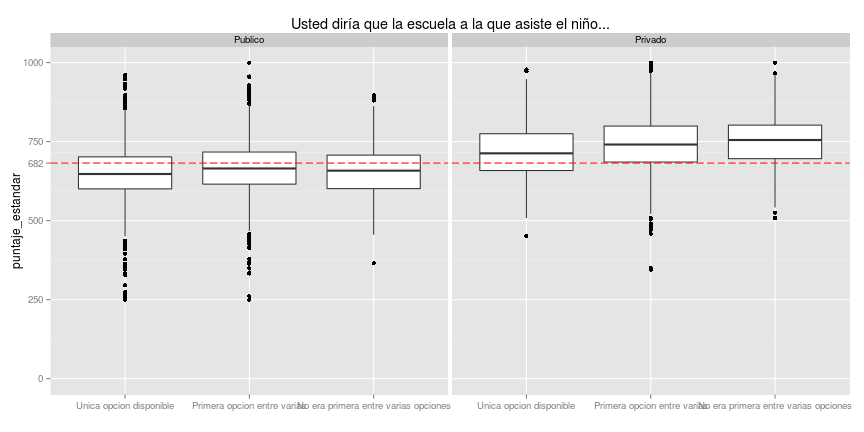 Usted diría que la escuela a la que asiste el niño...
Publico
Privado
puntaje_estandar
1000
750
682
500
250
0
Unica opcion disponible
Primera opcion entre varias
No era primera entre varias opciones
Unica opcion disponible
Primera opcion entre varias
No era primera entre varias opciones